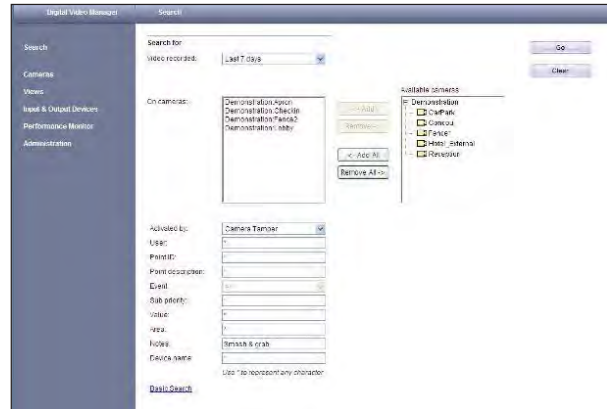 Digital Video Manager
Search
Search
Cameras
Views
Input & Output Devices
Performance Monitor
Administration
Search for
Video recorded:
Last 7 days
Go
Clear
On cameras:
Demonstration:Apron
Demonstration:Checkin
Demonstration:Fence2
Demonstration:Lobby
<- Add
Remove ->
<- Add All
Remove All ->
Available cameras
Demonstration
CarPark
Fence1
Hotel_External
Reception
Activated by:
Camera Tamper
User:
*
Point ID:
*
Point description:
*
Event:
Sub priority:
*
Value:
*
Area:
*
Notes:
Smash & grab
Device name:
*
Use * to represent any character
Basic Search